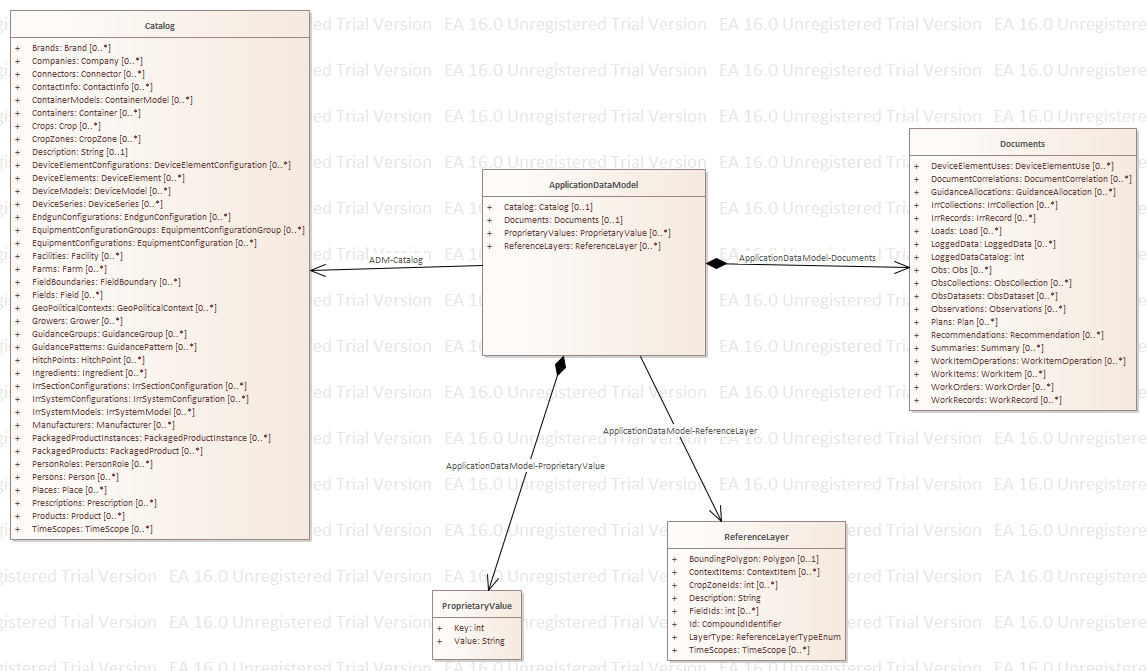 Catalog
+ Brands: Brand [0..*]
+ Companies: Company [0..*]
+ Connectors: Connector [0..*]
+ ContactInfo: ContactInfo [0..*]
+ ContainerModels: ContainerModel [0..*]
+ Containers: Container [0..*]
+ Crops: Crop [0..*]
+ CropZones: CropZone [0..*]
+ Description: String [0..1]
+ DeviceElementConfigurations: DeviceElementConfiguration [0..*]
+ DeviceElements: DeviceElement [0..*]
+ DeviceModels: DeviceModel [0..*]
+ DeviceSeries: DeviceSeries [0..*]
+ EndgunConfigurations: EndgunConfiguration [0..*]
+ EquipmentConfigurationGroups: EquipmentConfigurationGroup [0..*]
+ EquipmentConfigurations: EquipmentConfiguration [0..*]
+ Facilities: Facility [0..*]
+ Farms: Farm [0..*]
+ FieldBoundaries: FieldBoundary [0..*]
+ Fields: Field [0..*]
+ GeoPoliticalContexts: GeoPoliticalContext [0..*]
+ Growers: Grower [0..*]
+ GuidanceGroups: GuidanceGroup [0..*]
+ GuidancePatterns: GuidancePattern [0..*]
+ HitchPoints: HitchPoint [0..*]
+ Ingredients: Ingredient [0..*]
+ IrrSectionConfigurations: IrrSectionConfiguration [0..*]
+ IrrSystemConfigurations: IrrSystemConfiguration [0..*]
+ IrrSystemModels: IrrSystemModel [0..*]
+ Manufacturers: Manufacturer [0..*]
+ PackagedProductInstances: PackagedProductInstance [0..*]
+ PackagedProducts: PackagedProduct [0..*]
+ PersonRoles: PersonRole [0..*]
+ Persons: Person [0..*]
+ Places: Place [0..*]
+ Prescriptions: Prescription [0..*]
+ Products: Product [0..*]
+ TimeScopes: TimeScope [0..*]
ADM-Catalog
ApplicationDataModel
+ Catalog: Catalog [0..1]
+ Documents: Documents [0..1]
+ ProprietaryValues: ProprietaryValue [0..*]
+ ReferenceLayers: ReferenceLayer [0..*]
ApplicationDataModel-Documents
Documents
+ DeviceElementUses: DeviceElementUse [0..*]
+ DocumentCorrelations: DocumentCorrelation [0..*]
+ GuidanceAllocations: GuidanceAllocation [0..*]
+ IrrCollections: IrrCollection [0..*]
+ IrrRecords: IrrRecord [0..*]
+ Loads: Load [0..*]
+ LoggedData: LoggedData [0..*]
+ LoggedDataCatalog: int
+ Obs: Obs [0..*]
+ ObsCollections: ObsCollection [0..*]
+ ObsDatasets: ObsDataset [0..*]
+ Observations: Observations [0..*]
+ Plans: Plan [0..*]
+ Recommendations: Recommendation [0..*]
+ Summaries: Summary [0..*]
+ WorkItemOperations: WorkItemOperation [0..*]
+ WorkItems: WorkItem [0..*]
+ WorkOrders: WorkOrder [0..*]
+ WorkRecords: WorkRecord [0..*]
ApplicationDataModel-ReferenceLayer
ApplicationDataModel-ProprietaryValue
ReferenceLayer
+ BoundingPolygon: Polygon [0..1]
+ ContextItems: ContextItem [0..*]
+ CropZoneIds: int [0..*]
+ Description: String
+ FieldIds: int [0..*]
+ Id: CompoundIdentifier
+ LayerType: ReferenceLayerTypeEnum
+ TimeScopes: TimeScope [0..*]
ProprietaryValue
+ Key: int
+ Value: String
EA 16.0 Unregistered Trial Version